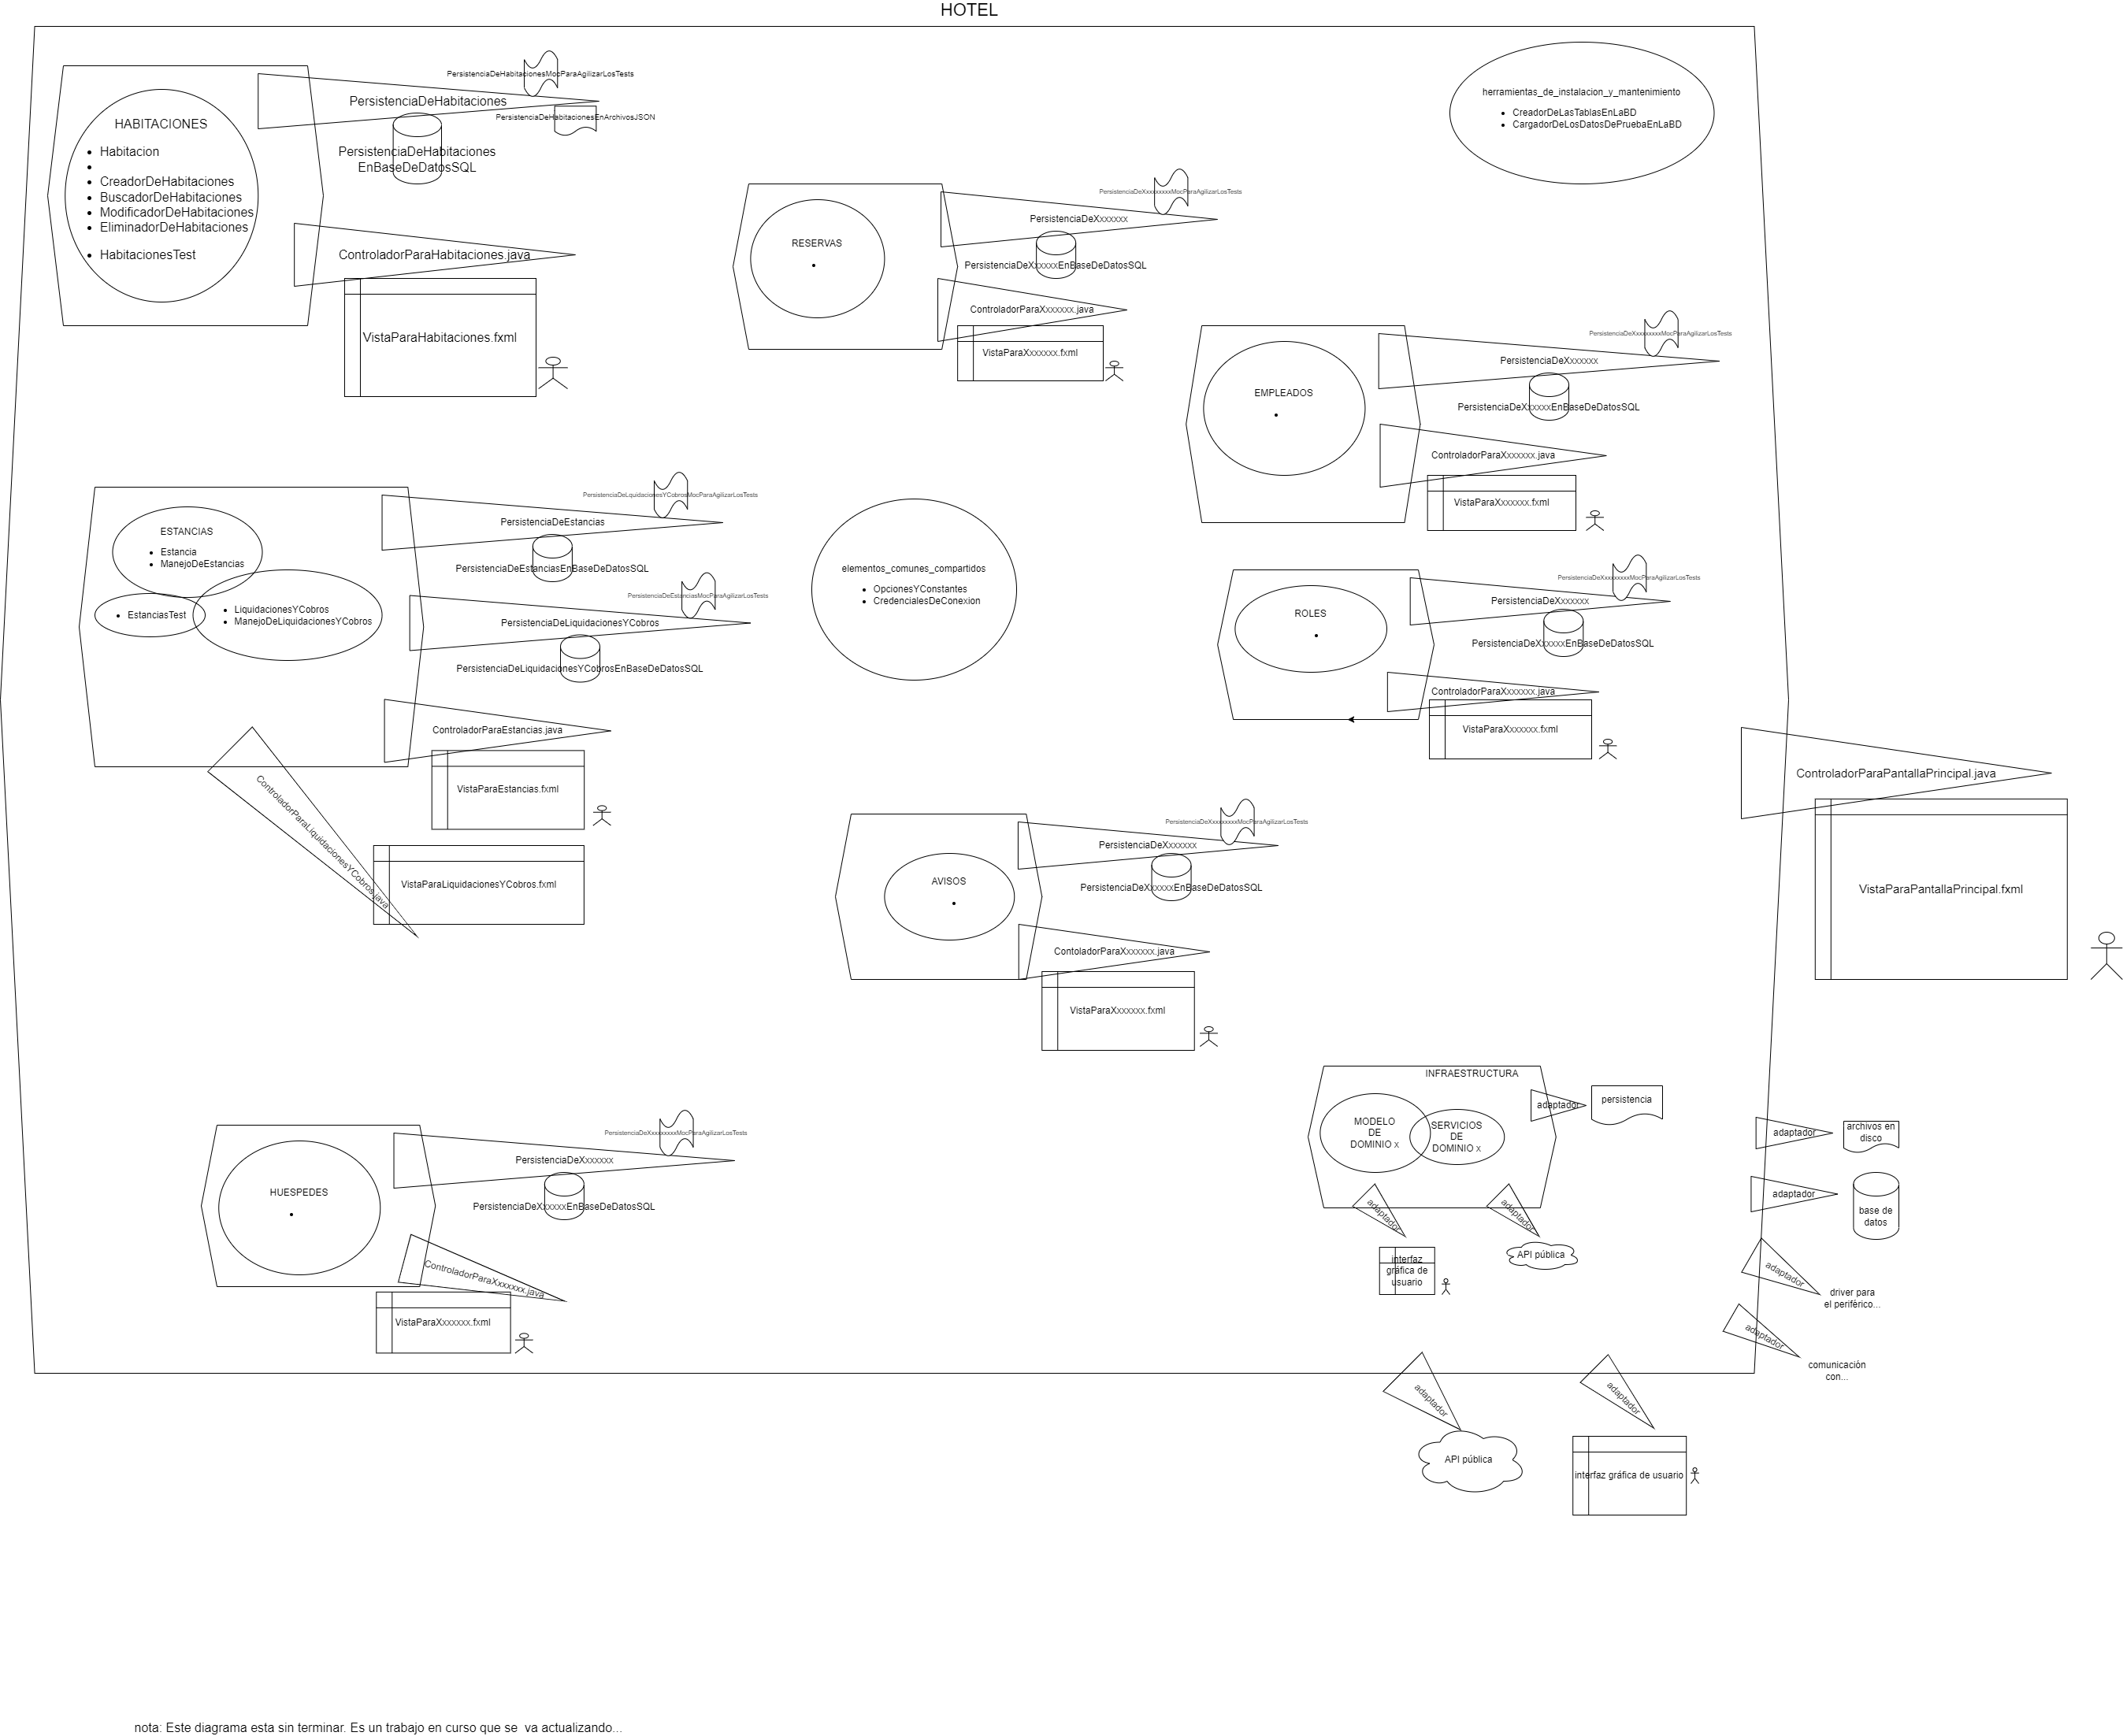 HOTEL
PersistenciaDeHabitacionesMocParaAgilizarLosTests
PersistenciaDeHabitaciones
PersistenciaDeHabitacionesEnArchivosJSON
HABITACIONES
Habitacion
CreadorDeHabitaciones
BuscadorDeHabitaciones
ModificadorDeHabitaciones
EliminadorDeHabitaciones
HabitacionesTest
PersistenciaDeHabitaciones
EnBaseDeDatosSQL
ControladorParaHabitaciones.java
VistaParaHabitaciones.fxml
herramientas_de_instalacion_y_mantenimiento
CreadorDeLasTablasEnLaBD
CargadorDeLosDatosDePruebaEnLaBD
PersistenciaDeXxxxxxxxxMocParaAgilizarLosTests
PersistenciaDeXxxxxxx
RESERVAS
PersistenciaDeXxxxxxEnBaseDeDatosSQL
ControladorParaXxxxxxx.java
VistaParaXxxxxxx.fxml
PersistenciaDeXxxxxxxxxMocParaAgilizarLosTests
PersistenciaDeXxxxxxx
EMPLEADOS
PersistenciaDeXxxxxxEnBaseDeDatosSQL
ControladorParaXxxxxxx.java
VistaParaXxxxxxx.fxml
PersistenciaDeLiquidacionesYCobrosMocParaAgilizarLosTests
PersistenciaDeEstancias
ESTANCIAS
Estancia
ManejoDeEstancias
PersistenciaDeEstanciasEnBaseDeDatosSQL
PersistenciaDeEstanciasMocParaAgilizarLosTests
EstanciasTest
LiquidacionesYCobros
ManejoDeLiquidacionesYCobros
PersistenciaDeLiquidacionesYCobros
PersistenciaDeLiquidacionesYCobrosEnBaseDeDatosSQL
ControladorParaEstancias.java
VistaParaEstancias.fxml
ControladorParaLiquidacionesYCobros.java
VistaParaLiquidacionesYCobros.fxml
elementos_comunes_compartidos
OpcionesYConstantes
CredencialesDeConexion
PersistenciaDeXxxxxxxxxMocParaAgilizarLosTests
PersistenciaDeXxxxxxx
ROLES
PersistenciaDeXxxxxxEnBaseDeDatosSQL
ControladorParaXxxxxxx.java
VistaParaXxxxxxx.fxml
ControladorParaPantallaPrincipal.java
VistaParaPantallaPrincipal.fxml
PersistenciaDeXxxxxxxxxMocParaAgilizarLosTests
PersistenciaDeXxxxxxx
AVISOS
PersistenciaDeXxxxxxEnBaseDeDatosSQL
ContoladorParaXxxxxxx.java
VistaParaXxxxxxx.fxml
INFRAESTRUCTURA
adaptador
persistencia
MODELO
DE
DOMINIO x
SERVICIOS
DE
DOMINIO x
adaptador
adaptador
interfaz
gráfica de
usuario
API pública
adaptador
archivos en
disco
adaptador
base de
datos
adaptador
driver para
el periférico...
adaptador
comunicación
con...
PersistenciaDeXxxxxxxxxMocParaAgilizarLosTests
PersistenciaDeXxxxxxx
HUESPEDES
PersistenciaDeXxxxxxEnBaseDeDatosSQL
ControladorParaXxxxxxx.java
VistaParaXxxxxxx.fxml
adaptador
adaptador
API pública
interfaz gráfica de usuario
nota: Este diagrama esta sin terminar. Es un trabajo en curso que se va actualizando...